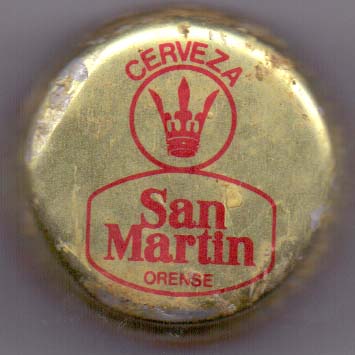 CERVEZA
San
Martin
ORENSE